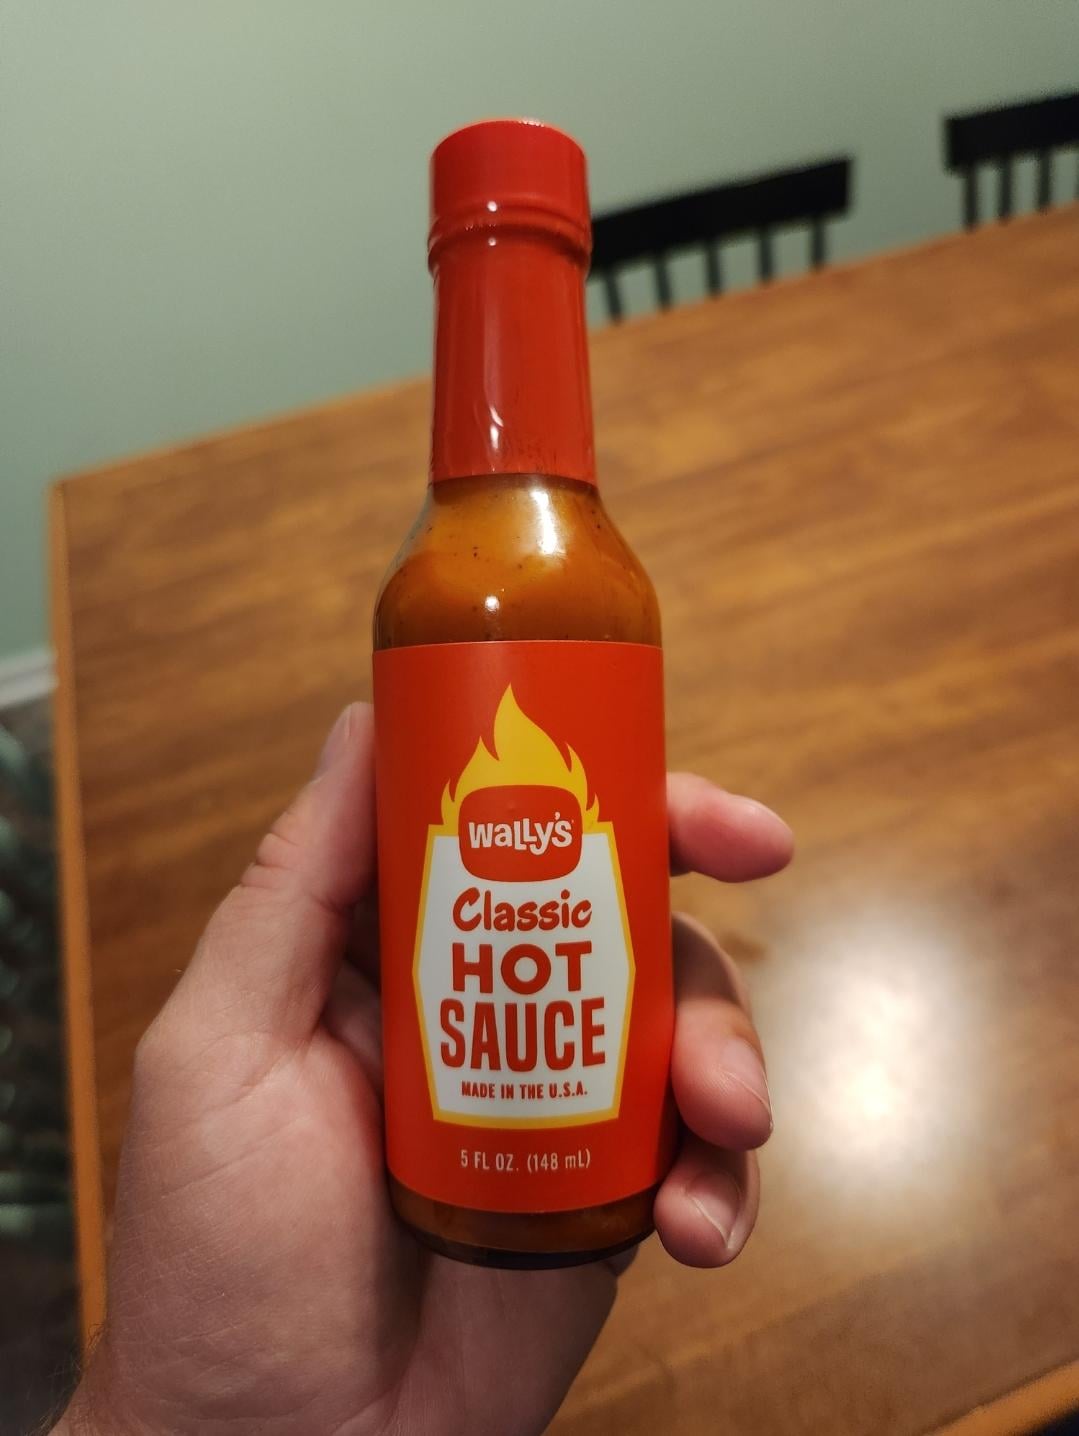 Wally's
Classic
HOT
SAUCE
MADE IN THE U.S.A.
5 FL OZ. (148 mL)